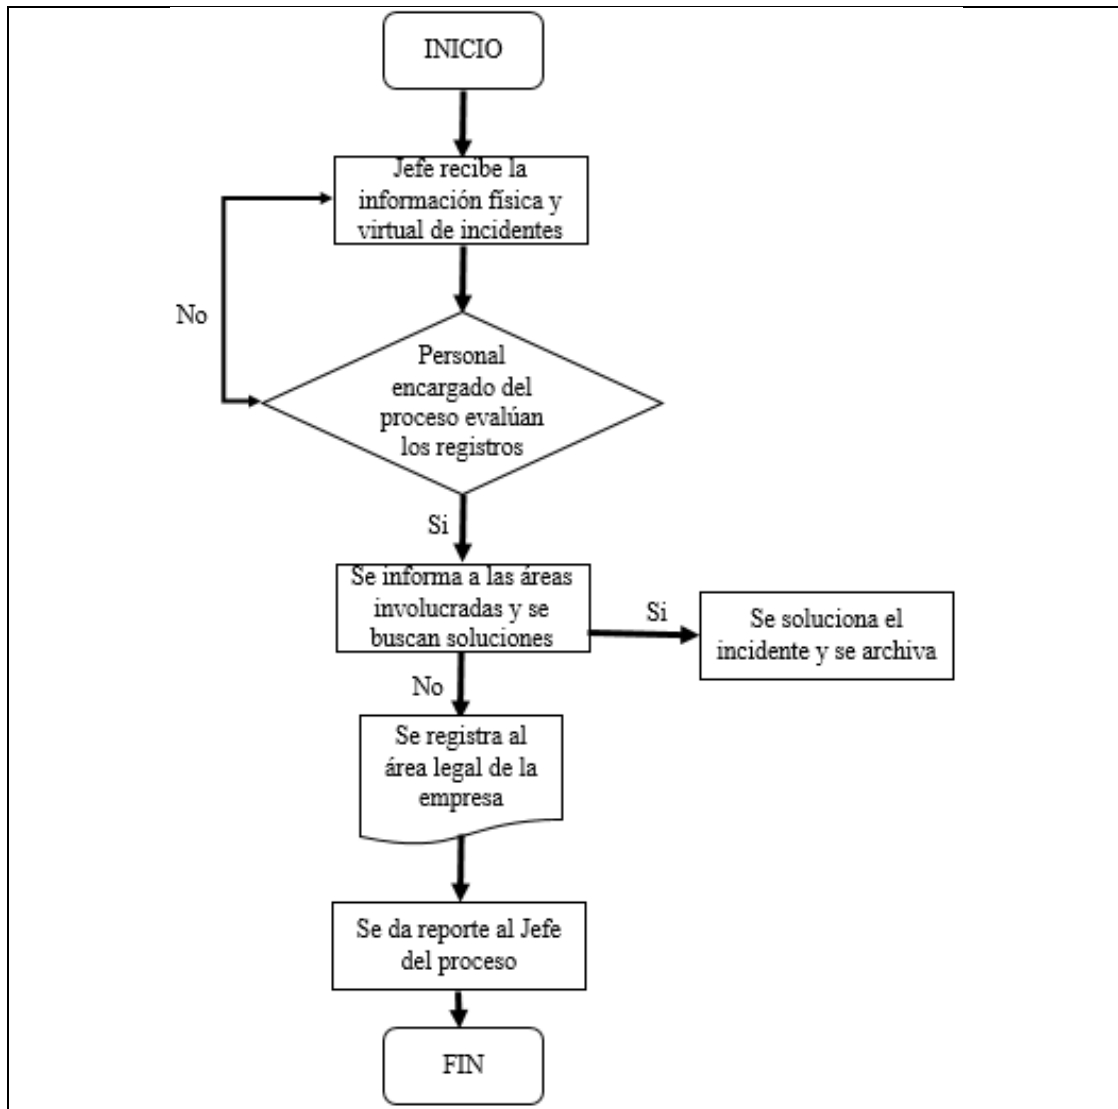 INICIO
Jefe recibe la
información física y
virtual de incidentes
No
Personal
encargado del
proceso evalúan
los registros
Si
Se informa a las áreas
involucradas y se
buscan soluciones
Si
Se soluciona el
incidente y se archiva
No
Se registra al
área legal de la
empresa
Se da reporte al Jefe
del proceso
FIN